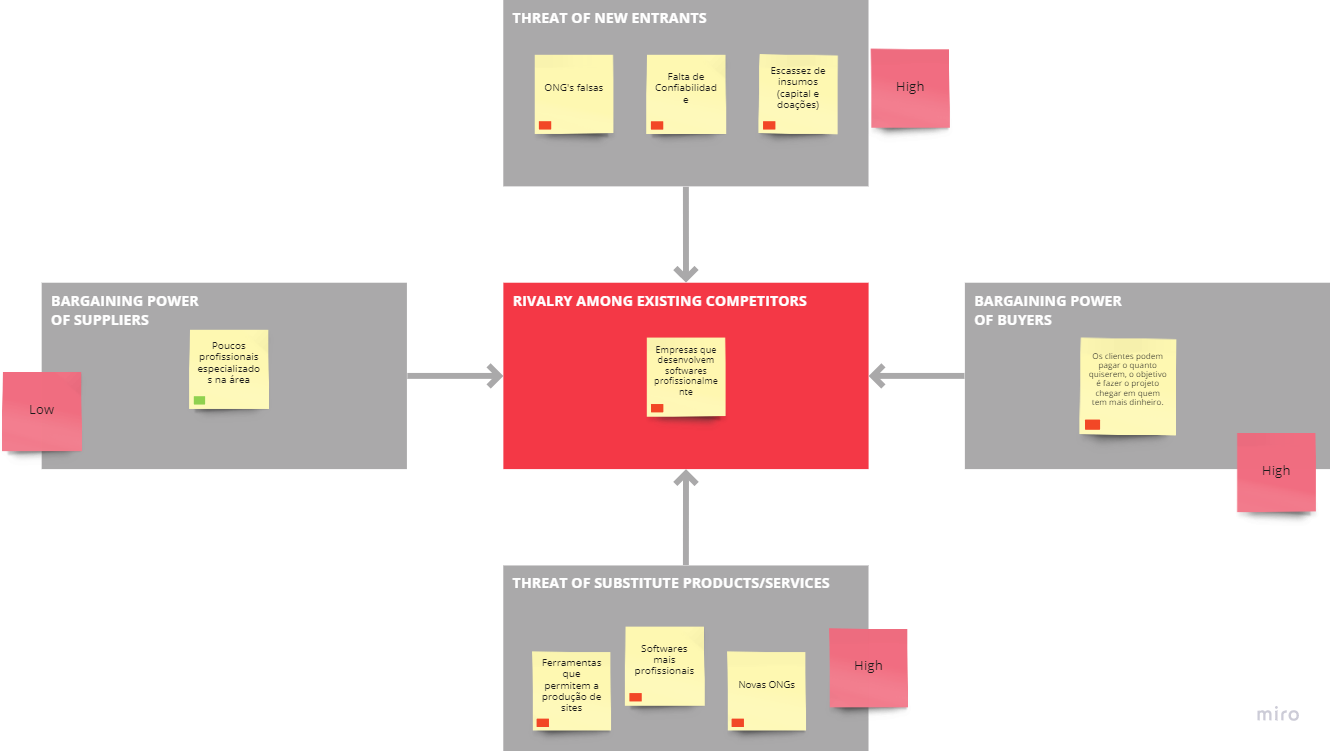 THREAT OF NEW ENTRANTS
ONG's falsas
Falta de
Confiabilidad
e
Escassez de
insumos
(capital e
doações)
High
BARGAINING POWER
OF SUPPLIERS
Poucos
profissionais
especializado
s na área
Low
RIVALRY AMONG EXISTING COMPETITORS
Empresas que
desenvolvem
softwares
profissionalme
nte
BARGAINING POWER
OF BUYERS
Os clientes podem
pagar o quanto
quiserem, o objetivo
é fazer o projeto
chegar em quem
tem mais dinheiro.
High
THREAT OF SUBSTITUTE PRODUCTS/SERVICES
Ferramentas
que
permitem a
produção de
sites
Softwares
mais
profissionais
Novas ONGs
High
miro